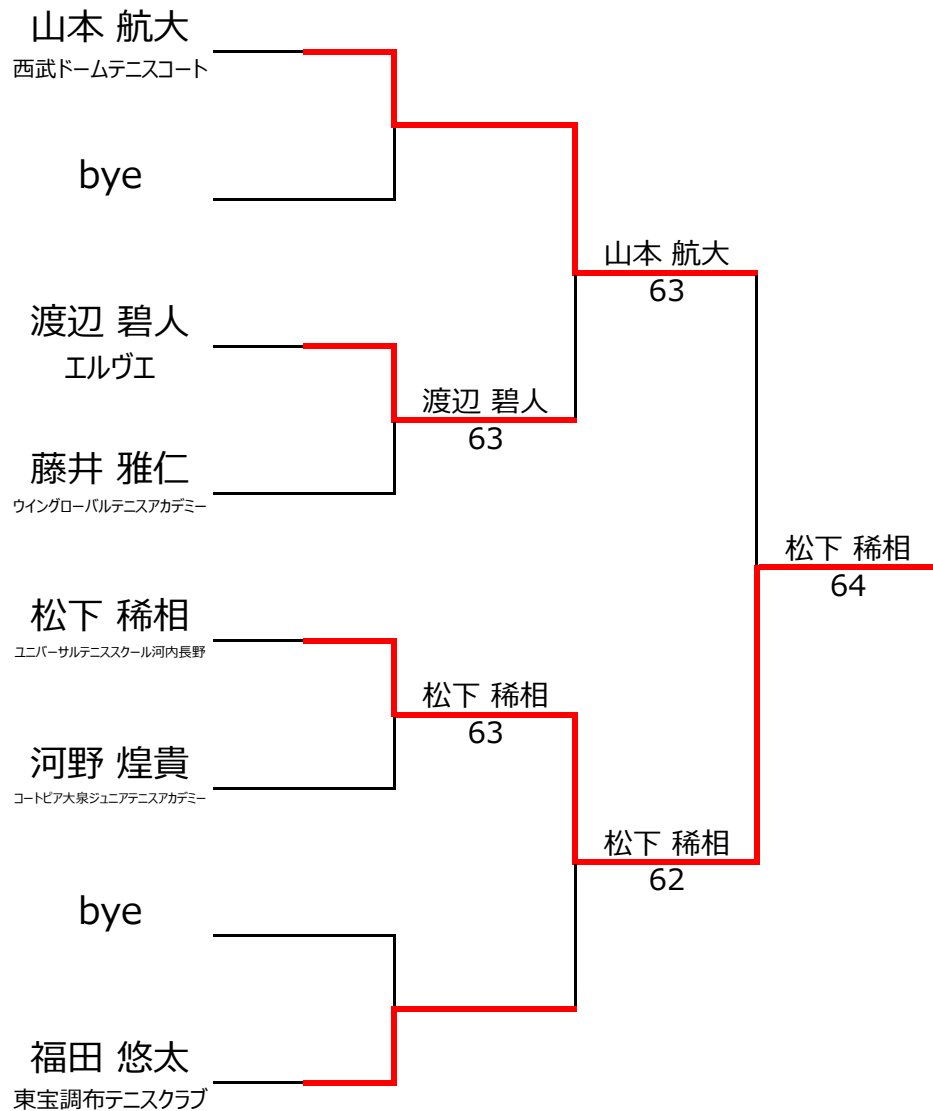 山本 航大
西武ドームテニスコート
bye
渡辺 碧人
エルヴエ
藤井 雅仁
ウイングローバルテニスアカデミー
松下 稀相
ユニバーサルテニススクール河内長野
河野 煌貴
コートピア大泉ジュニアテニスアカデミー
bye
福田 悠太
東宝調布テニスクラブ
渡辺 碧人
63
松下 稀相
63
山本 航大
63
松下 稀相
62
松下 稀相
64